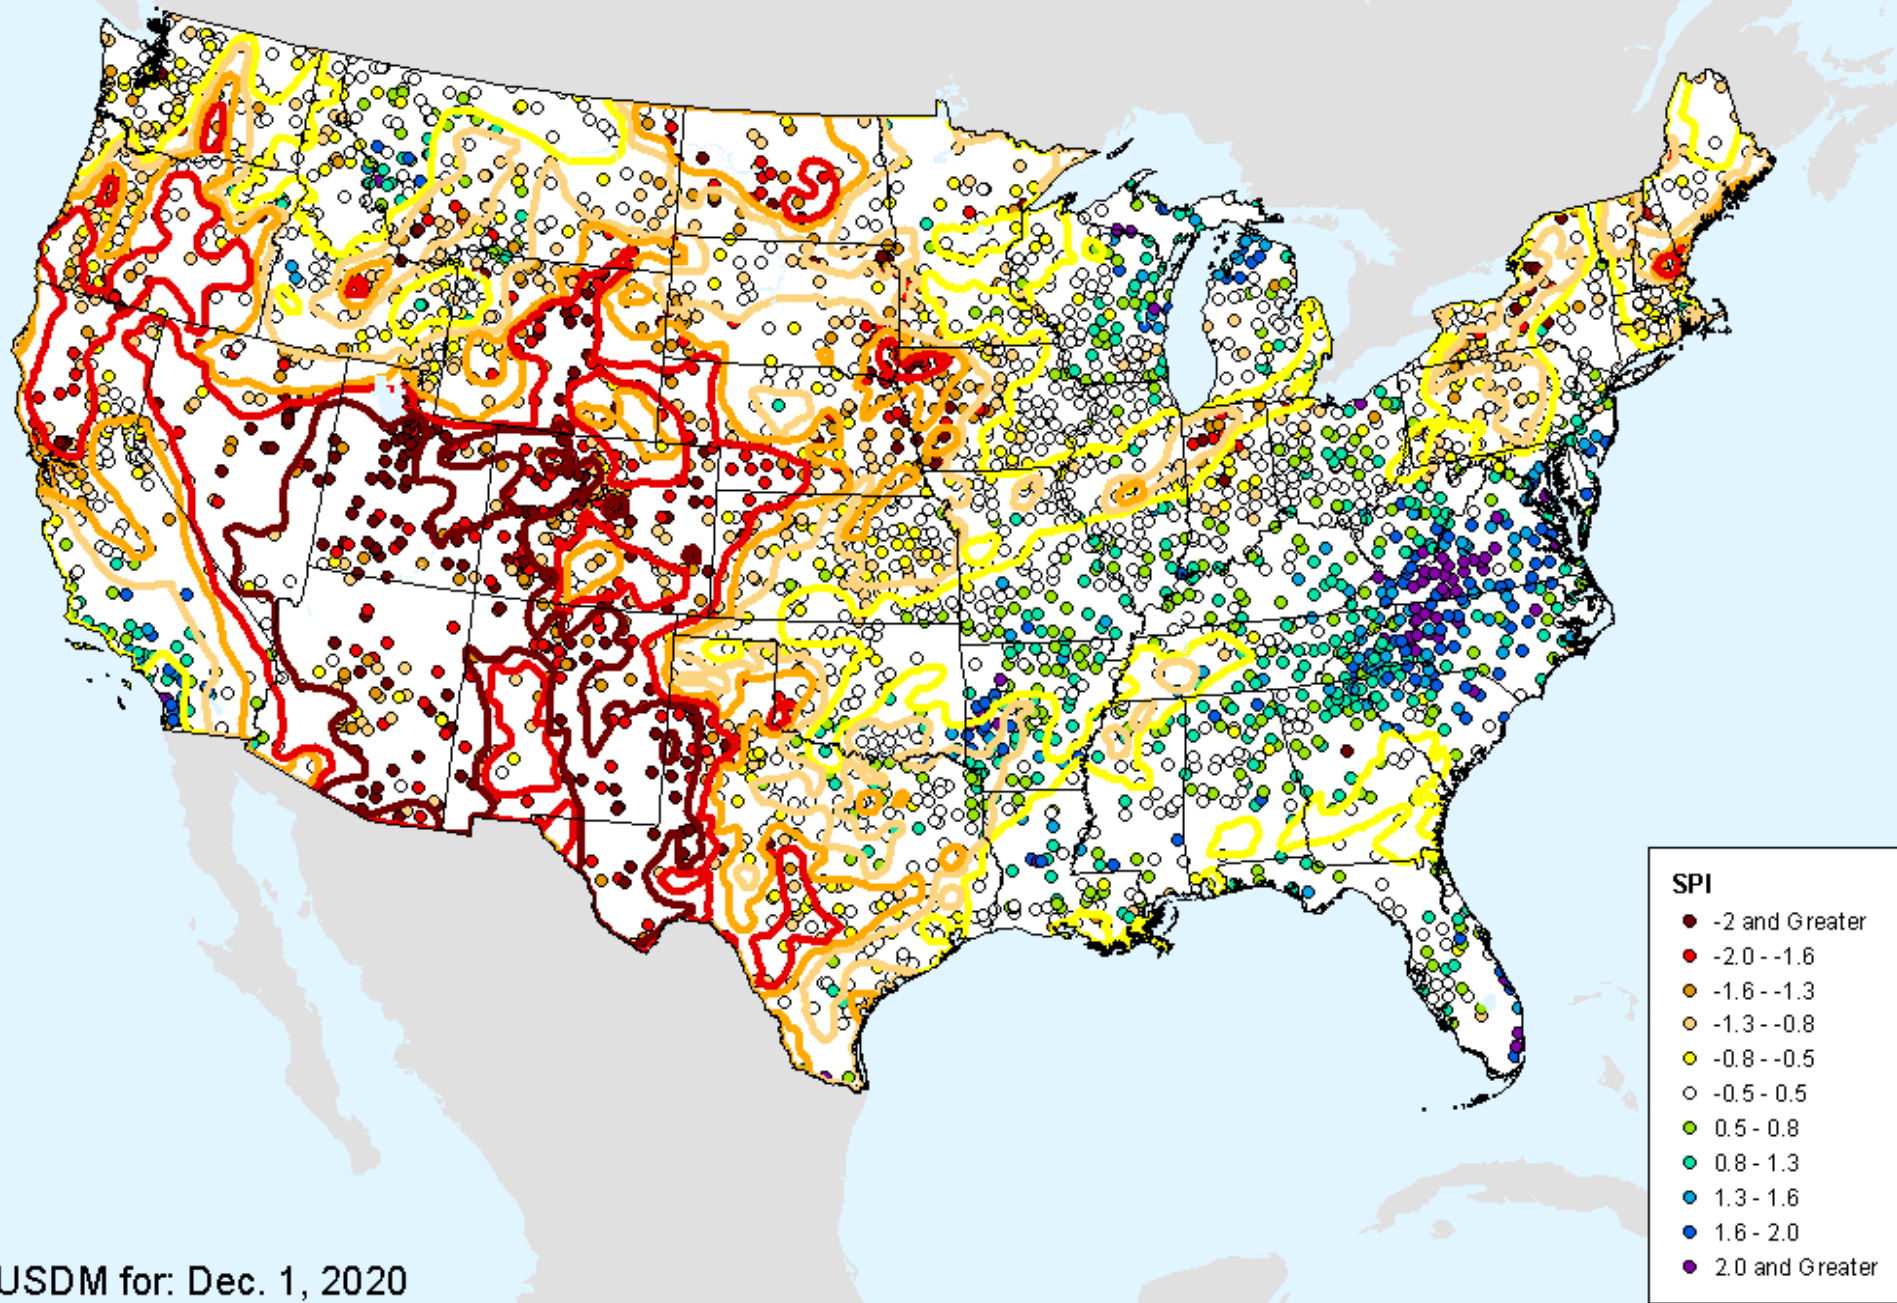 SPI
-2 and Greater
-2.0 - -1.6
-1.6 - -1.3
-1.3 - -0.8
-0.8 - -0.5
-0.5 - 0.5
0.5 - 0.8
0.8 - 1.3
1.3 - 1.6
1.6 - 2.0
2.0 and Greater
USDM for: Dec. 1, 2020